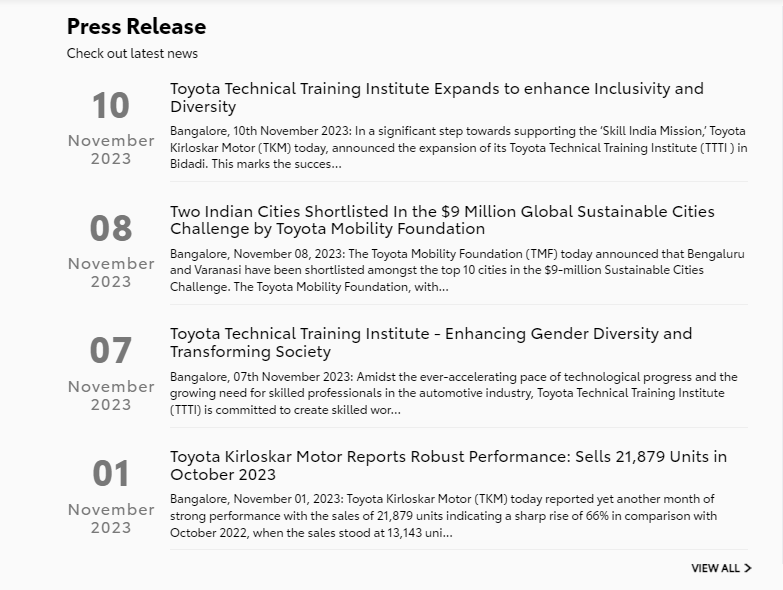 Press Release
Check out latest news
10
November
2023
Toyota Technical Training Institute Expands to enhance Inclusivity and
Diversity
Bangalore, 10th November 2023: In a significant step towards supporting the ‘Skill India Mission,’ Toyota
Kirloskar Motor (TKM) today, announced the expansion of its Toyota Technical Training Institute (TTTI ) in
Bidadi. This marks the succes...
08
November
2023
Two Indian Cities Shortlisted In the $9 Million Global Sustainable Cities
Challenge by Toyota Mobility Foundation
Bangalore, November 08, 2023: The Toyota Mobility Foundation (TMF) today announced that Bengaluru
and Varanasi have been shortlisted amongst the top 10 cities in the $9-million Sustainable Cities
Challenge. The Toyota Mobility Foundation, with...
07
November
2023
Toyota Technical Training Institute - Enhancing Gender Diversity and
Transforming Society
Bangalore, 07th November 2023: Amidst the ever-accelerating pace of technological progress and the
growing need for skilled professionals in the automotive industry, Toyota Technical Training Institute
(TTTI) is committed to create skilled wor...
01
November
2023
Toyota Kirloskar Motor Reports Robust Performance: Sells 21,879 Units in
October 2023
Bangalore, November 01, 2023: Toyota Kirloskar Motor (TKM) today reported yet another month of
strong performance with the sales of 21,879 units indicating a sharp rise of 66% in comparison with
October 2022, when the sales stood at 13,143 uni...
VIEW ALL >